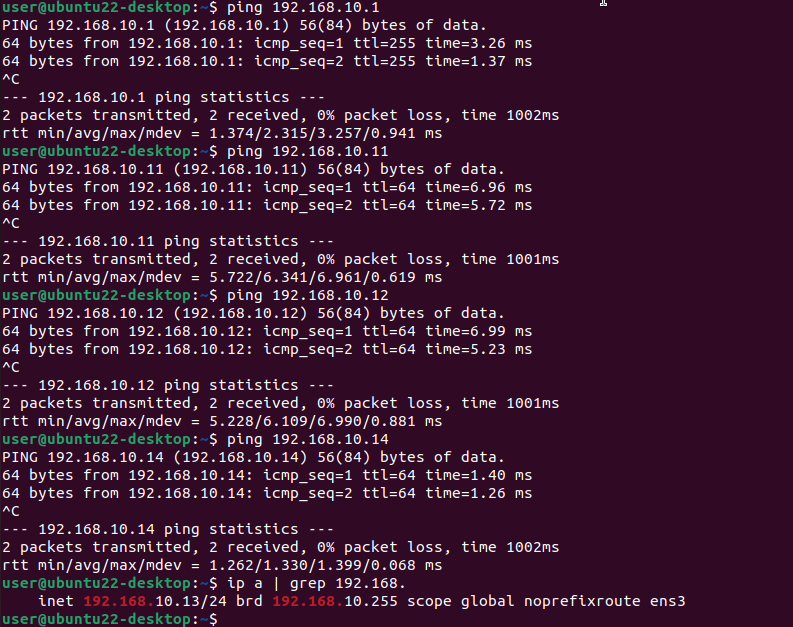 user@ubuntu22-desktop:~$ ping 192.168.10.1
PING 192.168.10.1 (192.168.10.1) 56(84) bytes of data.
64 bytes from 192.168.10.1: icmp_seq=1 ttl=255 time=3.26 ms
64 bytes from 192.168.10.1: icmp_seq=2 ttl=255 time=1.37 ms
^C
--- 192.168.10.1 ping statistics ---
2 packets transmitted, 2 received, 0% packet loss, time 1002ms
rtt min/avg/max/mdev = 1.374/2.315/3.257/0.941 ms
user@ubuntu22-desktop:~$ ping 192.168.10.11
PING 192.168.10.11 (192.168.10.11) 56(84) bytes of data.
64 bytes from 192.168.10.11: icmp_seq=1 ttl=64 time=6.96 ms
64 bytes from 192.168.10.11: icmp_seq=2 ttl=64 time=5.72 ms
^C
--- 192.168.10.11 ping statistics ---
2 packets transmitted, 2 received, 0% packet loss, time 1001ms
rtt min/avg/max/mdev = 5.722/6.341/6.961/0.619 ms
user@ubuntu22-desktop:~$ ping 192.168.10.12
PING 192.168.10.12 (192.168.10.12) 56(84) bytes of data.
64 bytes from 192.168.10.12: icmp_seq=1 ttl=64 time=6.99 ms
64 bytes from 192.168.10.12: icmp_seq=2 ttl=64 time=5.23 ms
^C
--- 192.168.10.12 ping statistics ---
2 packets transmitted, 2 received, 0% packet loss, time 1001ms
rtt min/avg/max/mdev = 5.228/6.109/6.990/0.881 ms
user@ubuntu22-desktop:~$ ping 192.168.10.14
PING 192.168.10.14 (192.168.10.14) 56(84) bytes of data.
64 bytes from 192.168.10.14: icmp_seq=1 ttl=64 time=1.40 ms
64 bytes from 192.168.10.14: icmp_seq=2 ttl=64 time=1.26 ms
^C
--- 192.168.10.14 ping statistics ---
2 packets transmitted, 2 received, 0% packet loss, time 1002ms
rtt min/avg/max/mdev = 1.262/1.330/1.399/0.068 ms
user@ubuntu22-desktop:~$ ip a | grep 192.168.
    inet 192.168.10.13/24 brd 192.168.10.255 scope global noprefixroute ens3
user@ubuntu22-desktop:~$